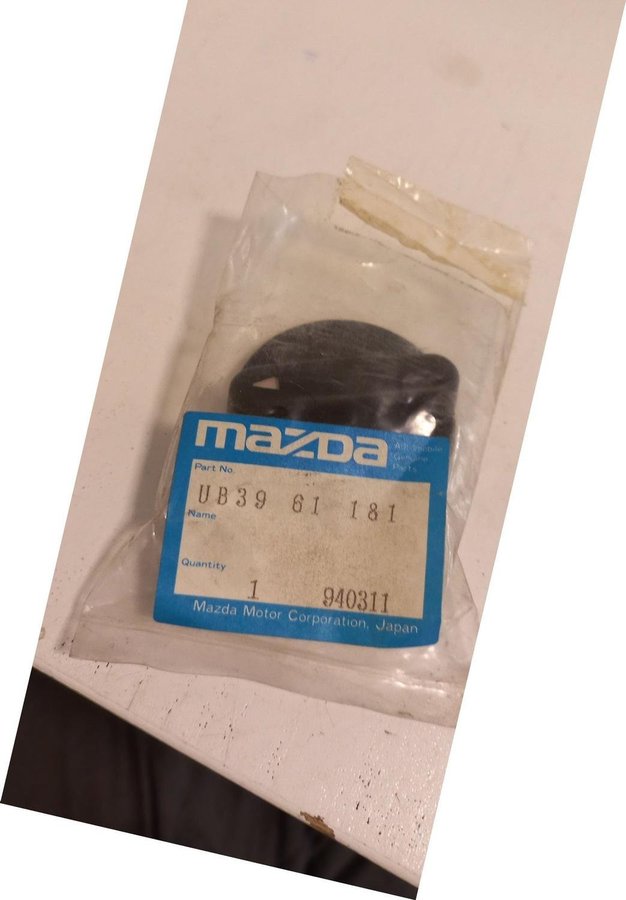 mazda
Automobile
Genuine
Parts
Part No.
UB39 61 181
Name
Quantity
1 940311
Mazda Motor Corporation, Japan